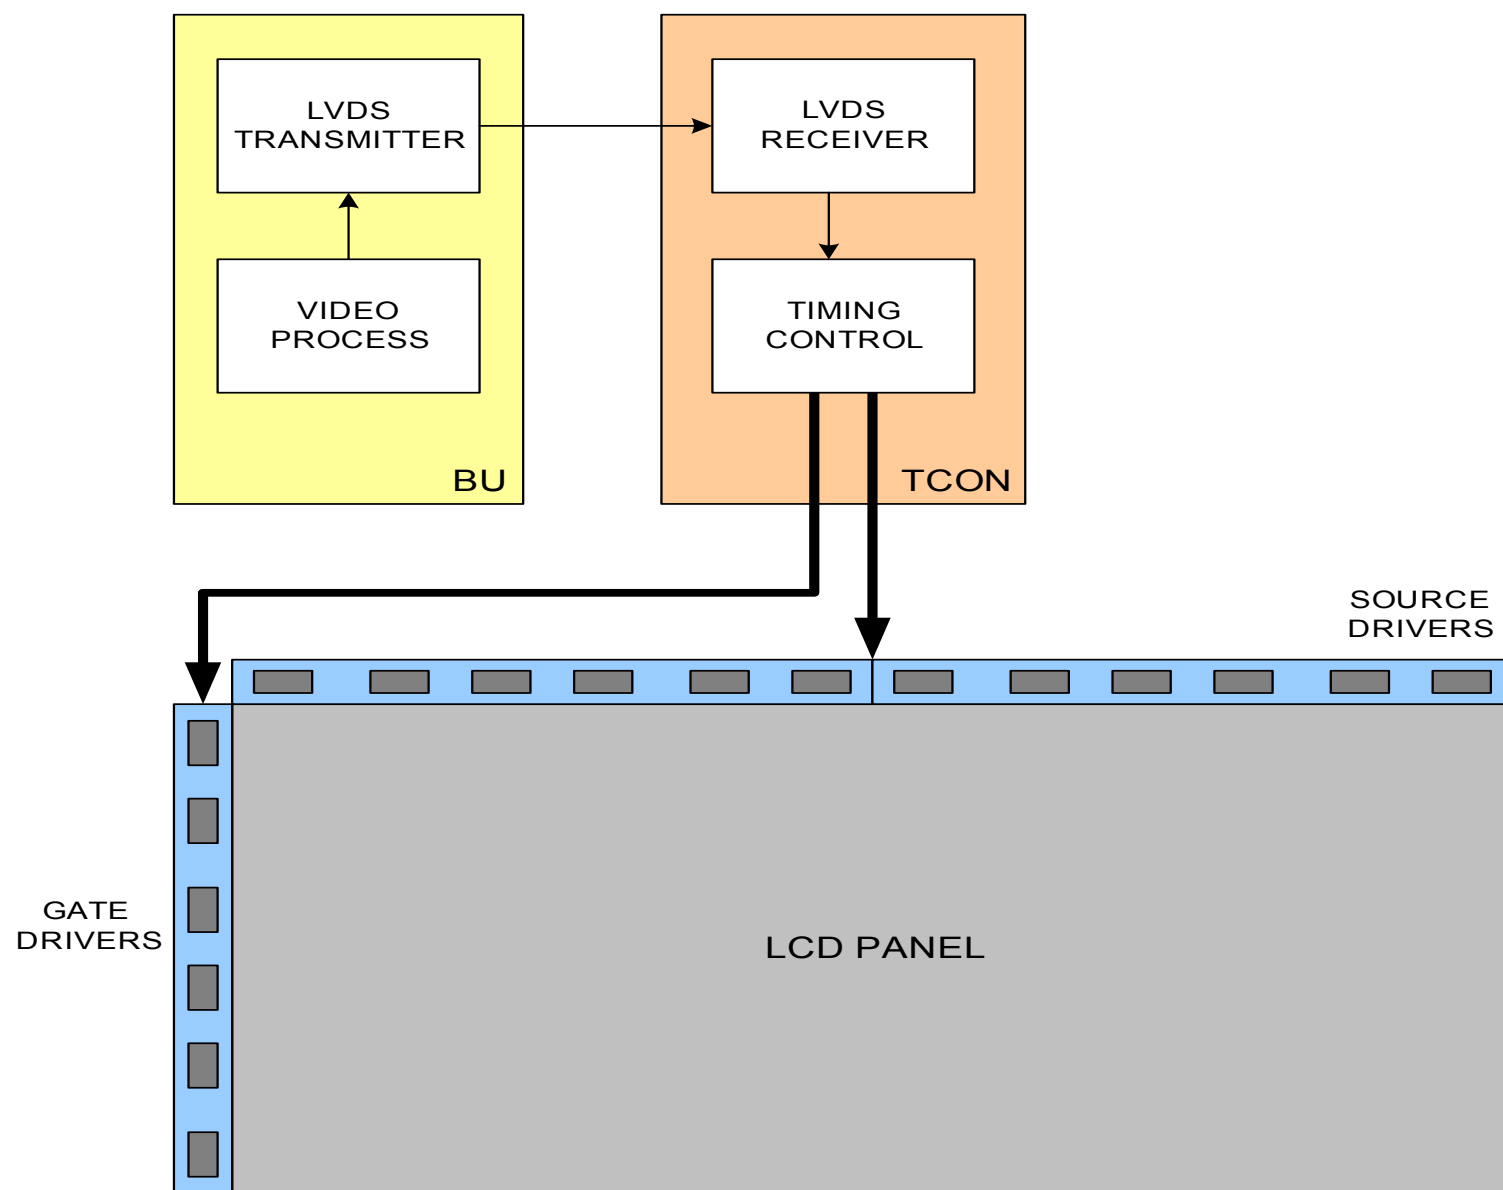 LVDS
TRANSMITTER
LVDS
RECEIVER
VIDEO
PROCESS
TIMING
CONTROL
BU
TCON
SOURCE
DRIVERS
GATE
DRIVERS
LCD PANEL